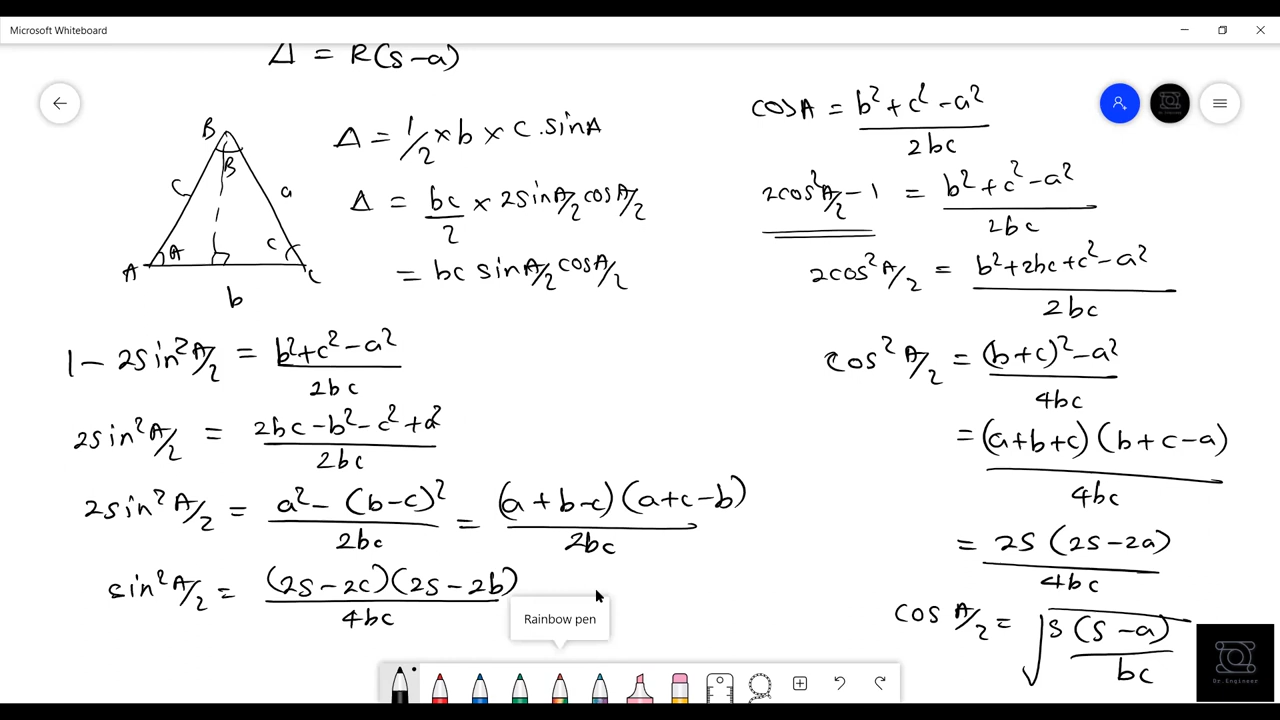 Microsoft Whiteboard
Δ = R(s-a)
B
B
c
a
A
A
c
C
b
Δ = 1/2 × b × c . sinA
Δ = bc/2 × 2sinA/2 cosA/2
= bc sinA/2 cosA/2
1 - 2sin²A/2 = (b²+c²-a²)/2bc
2sin²A/2 = (2bc-b²-c²+a²)/2bc
2sin²A/2 = (a²-(b-c)²)/2bc = (a+b-c)(a+c-b)/2bc
sin²A/2 = (2s-2c)(2s-2b)/4bc
Rainbow pen
cosA = (b²+c²-a²)/2bc
2cos²A/2 - 1 = (b²+c²-a²)/2bc
2cos²A/2 = (b²+2bc+c²-a²)/2bc
cos²A/2 = ((b+c)²-a²)/4bc
= (a+b+c)(b+c-a)/4bc
= 2s(2s-2a)/4bc
cos A/2 = √(s(s-a)/bc)
Dr.Engineer